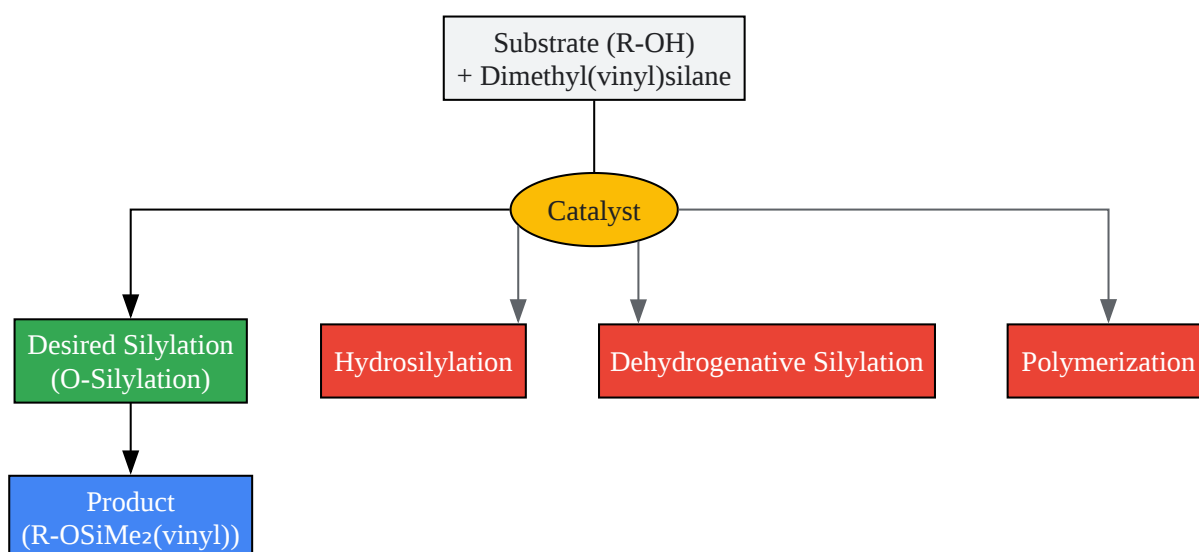 Substrate (R-OH)
+ Dimethyl(vinyl)silane
Catalyst
Desired Silylation
(O-Silylation)
Hydrosilylation
Dehydrogenative Silylation
Polymerization
Product
(R-OSiMe₂(vinyl))